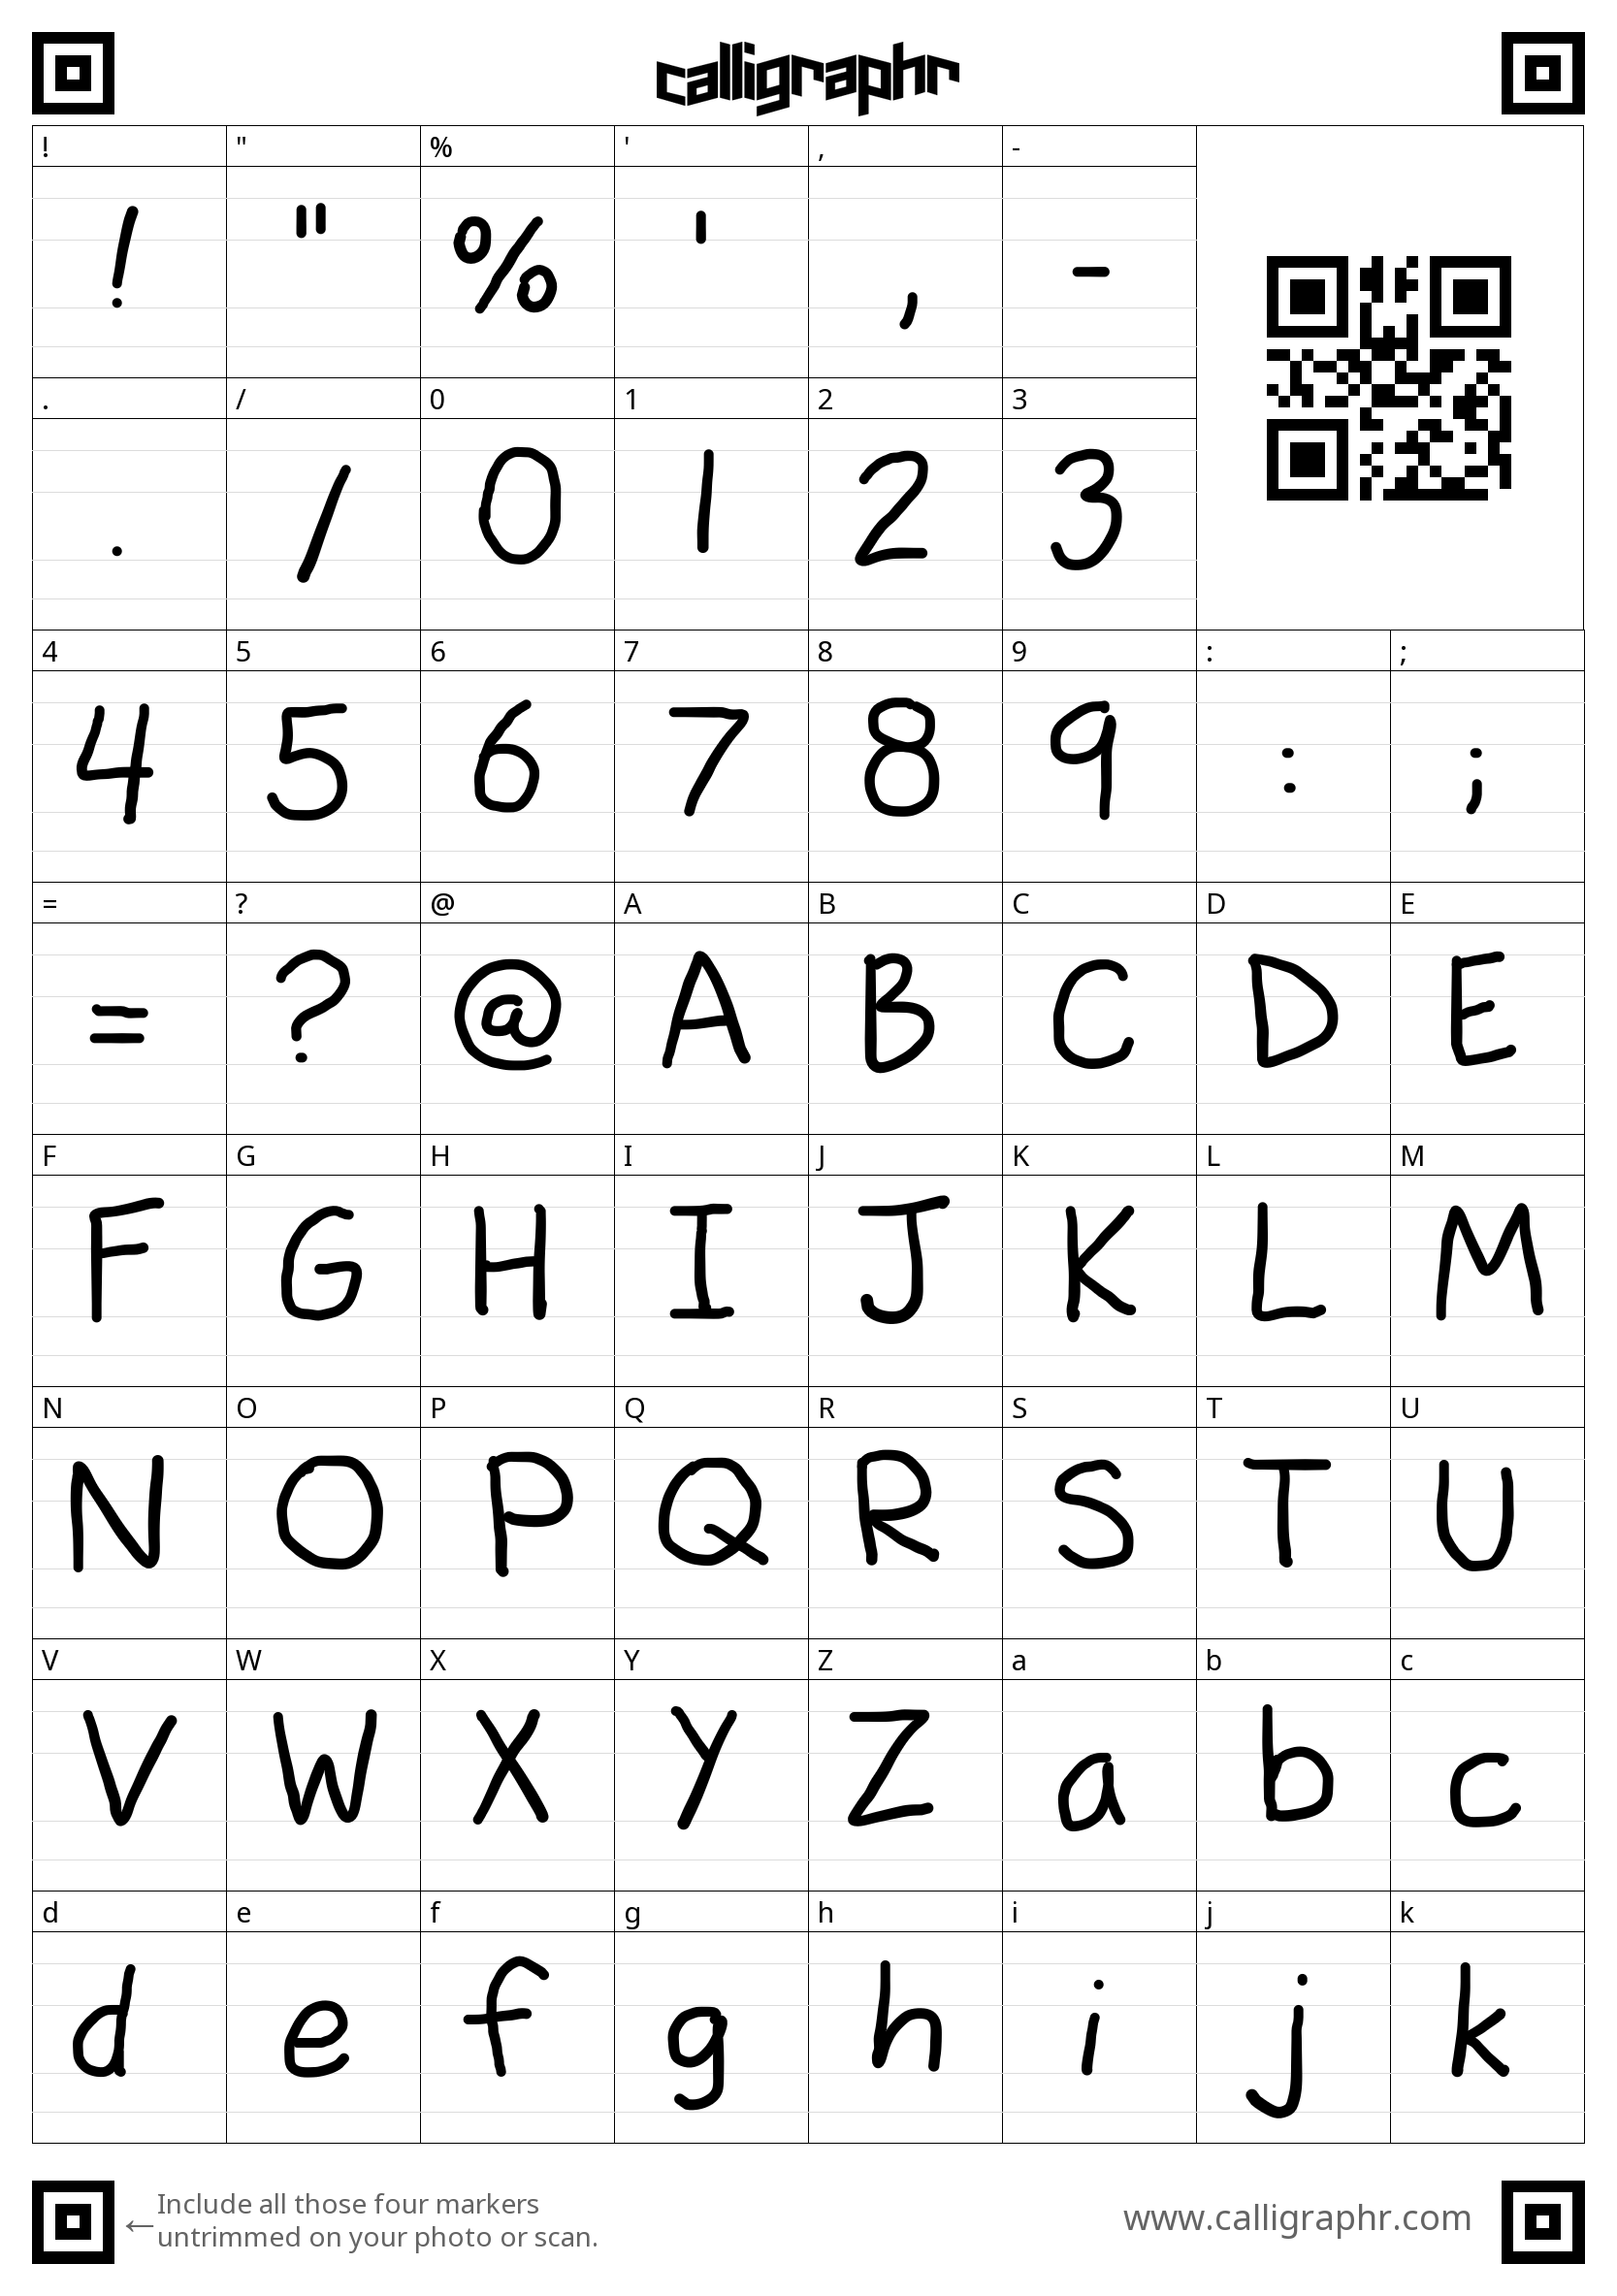 calligraphr
! " % ' , -
! " % ' , -
. / 0 1 2 3
. / 0 1 2 3
4 5 6 7 8 9 : ;
4 5 6 7 8 9 : ;
= ? @ A B C D E
= ? @ A B C D E
F G H I J K L M
F G H I J K L M
N O P Q R S T U
N O P Q R S T U
V W X Y Z a b c
V W X Y Z a b c
d e f g h i j k
d e f g h i j k
←Include all those four markers
untrimmed on your photo or scan.
www.calligraphr.com